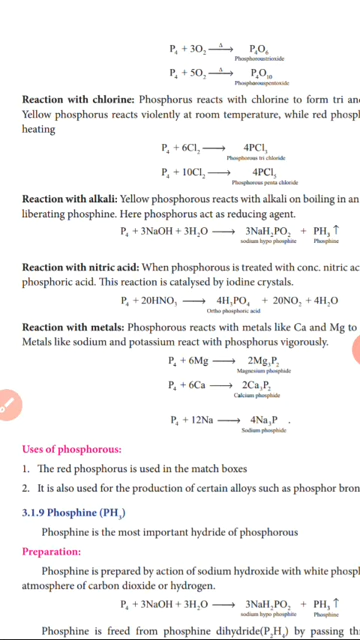 P₄ + 3O₂ —Δ→ P₄O₆
Phosphoroustrioxide
P₄ + 5O₂ —Δ→ P₄O₁₀
Phosphorouspentoxide
Reaction with chlorine: Phosphorus reacts with chlorine to form tri an
Yellow phosphorus reacts violently at room temperature, while red phosp
heating
P₄ + 6Cl₂ ⟶ 4PCl₃
Phosphorous tri chloride
P₄ + 10Cl₂ ⟶ 4PCl₅
Phosphorous penta chloride
Reaction with alkali: Yellow phosphorous reacts with alkali on boiling in an
liberating phosphine. Here phosphorus act as reducing agent.
P₄ + 3NaOH + 3H₂O ⟶ 3NaH₂PO₂ + PH₃ ↑
sodium hypo phosphite Phosphine
Reaction with nitric acid: When phosphorous is treated with conc. nitric ac
phosphoric acid. This reaction is catalysed by iodine crystals.
P₄ + 20HNO₃ ⟶ 4H₃PO₄ + 20NO₂ + 4H₂O
Ortho phosphoric acid
Reaction with metals: Phosphorous reacts with metals like Ca and Mg to
Metals like sodium and potassium react with phosphorus vigorously.
P₄ + 6Mg ⟶ 2Mg₃P₂
Magnesium phosphide
P₄ + 6Ca ⟶ 2Ca₃P₂
Calcium phosphide
P₄ + 12Na ⟶ 4Na₃P .
Sodium phosphide
Uses of phosphorous:
1. The red phosphorus is used in the match boxes
2. It is also used for the production of certain alloys such as phosphor bron
3.1.9 Phosphine (PH₃)
Phosphine is the most important hydride of phosphorous
Preparation:
Phosphine is prepared by action of sodium hydroxide with white phosp
atmosphere of carbon dioxide or hydrogen.
P₄ + 3NaOH + 3H₂O ⟶ 3NaH₂PO₂ + PH₃ ↑
sodium hypo phosphite Phosphine
Phosphine is freed from phosphine dihydride(P₂H₄) by passing th